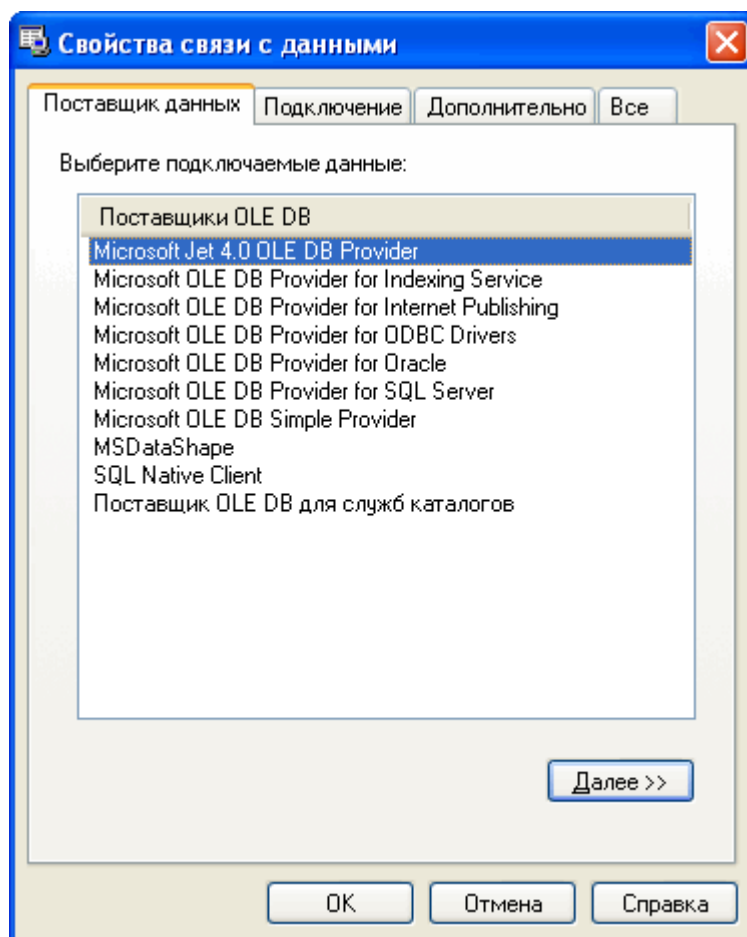 Свойства связи с данными
Поставщик данных Подключение Дополнительно Все
Выберите подключаемые данные:
Поставщики OLE DB
Microsoft Jet 4.0 OLE DB Provider
Microsoft OLE DB Provider for Indexing Service
Microsoft OLE DB Provider for Internet Publishing
Microsoft OLE DB Provider for ODBC Drivers
Microsoft OLE DB Provider for Oracle
Microsoft OLE DB Provider for SQL Server
Microsoft OLE DB Simple Provider
MSDataShape
SQL Native Client
Поставщик OLE DB для служб каталогов
Далее >>
OK Отмена Справка